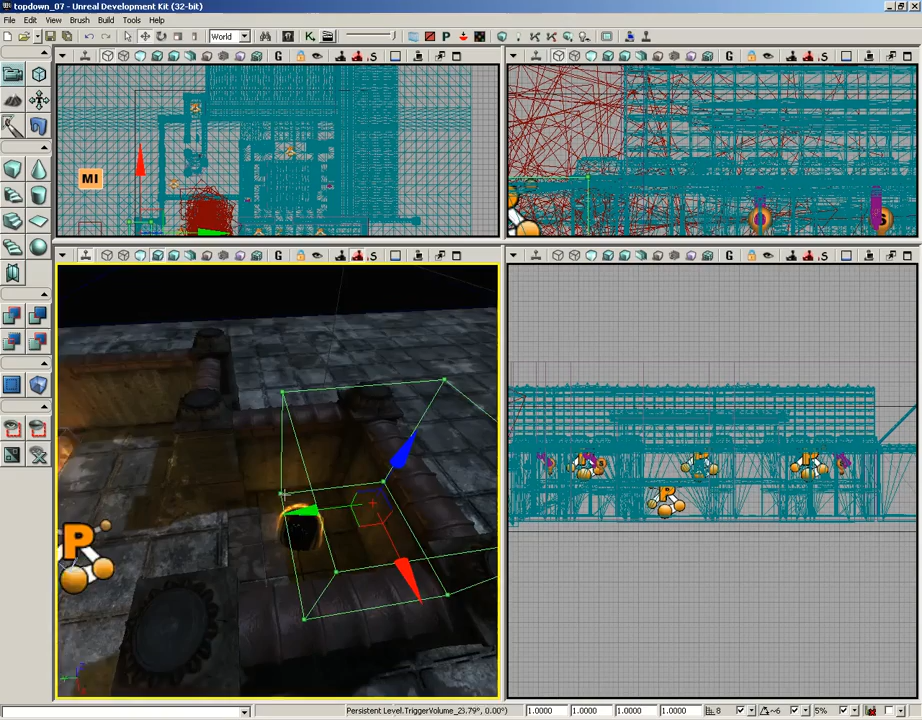 topdown_07 - Unreal Development Kit (32-bit)
File Edit View Brush Build Tools Help
World
K
P
G
S
G
S
MI
S
G
S
G
S
P
P
P
P
P
Persistent Level.TriggerVolume_23.79°, 0.00°)
1.0000
1.0000
1.0000
1.0000
8
~6
5%